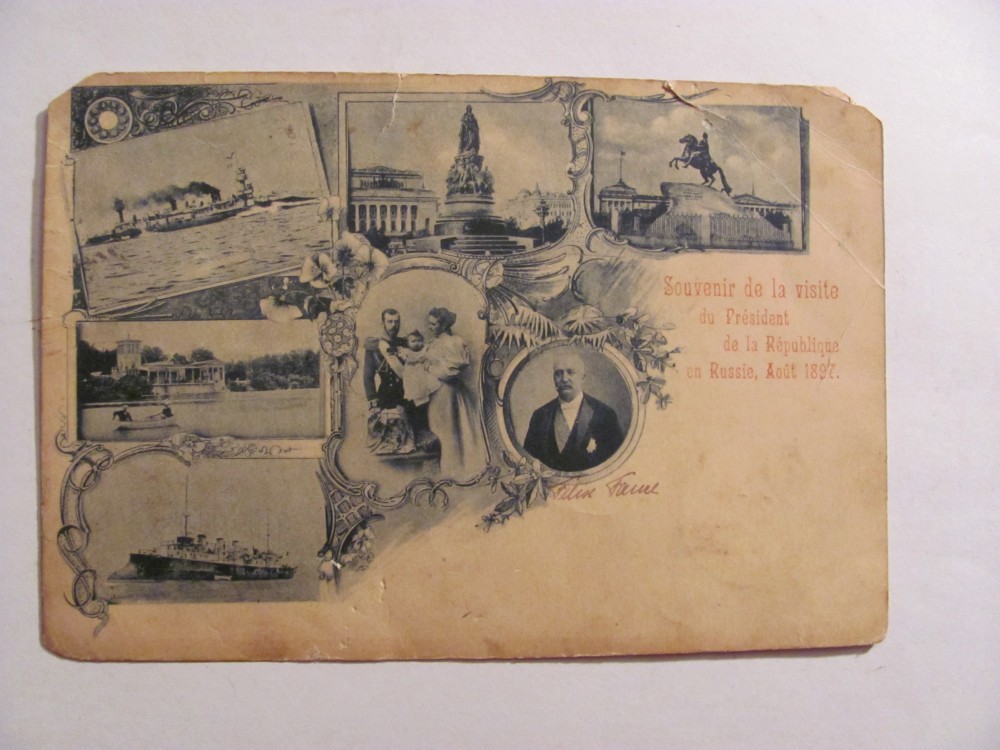 Souvenir de la visite
du Président
de la République
en Russie, Août 1897.
Félix Faure